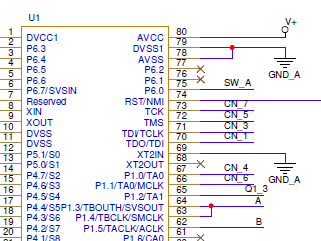 U1
V+
1 DVCC1 AVCC 80
2 P6.3 DVSS1 79
3 P6.4 AVSS 78
4 P6.5 P6.2 77
5 P6.6 P6.1 76
6 P6.7/SVSIN P6.0 75 SW_A
7 Reserved RST/NMI 74
8 XIN TCK 73 CN_7
9 XOUT TMS 72 CN_5
10 DVSS TDI/TCLK 71 CN_3
11 DVSS TDO/TDI 70 CN_1
12 P5.1/S0 XT2IN 69
13 P5.0/S1 XT2OUT 68
14 P4.7/S2 P1.0/TA0 67 CN_4
15 P4.6/S3 P1.1/TA0/MCLK 66 CN_6
16 P4.5/S4 P1.2/TA1 65 Q1_3
17 P4.4/S5 P1.3/TBOUTH/SVSOUT 64 A
18 P4.3/S6 P1.4/TBCLK/SMCLK 63
19 P4.2/S7 P1.5/TACLK/ACLK 62 B
20 P4.1/S8 P1.6/CA0 61
GND_A
GND_A